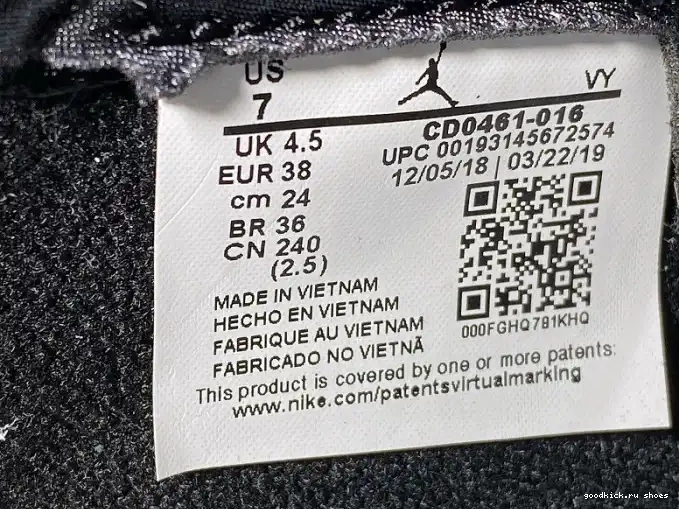 US
7
VY
UK 4.5
EUR 38
cm 24
BR 36
CN 240
(2.5)
CD0461-016
UPC 00193145672574
12/05/18 | 03/22/19
000FGHQ791KHQ
MADE IN VIETNAM
HECHO EN VIETNAM
FABRIQUE AU VIETNAM
FABRICADO NO VIETNÃ
This product is covered by one or more patents:
www.nike.com/patentsvirtualmarking
goodkick.ru shoes